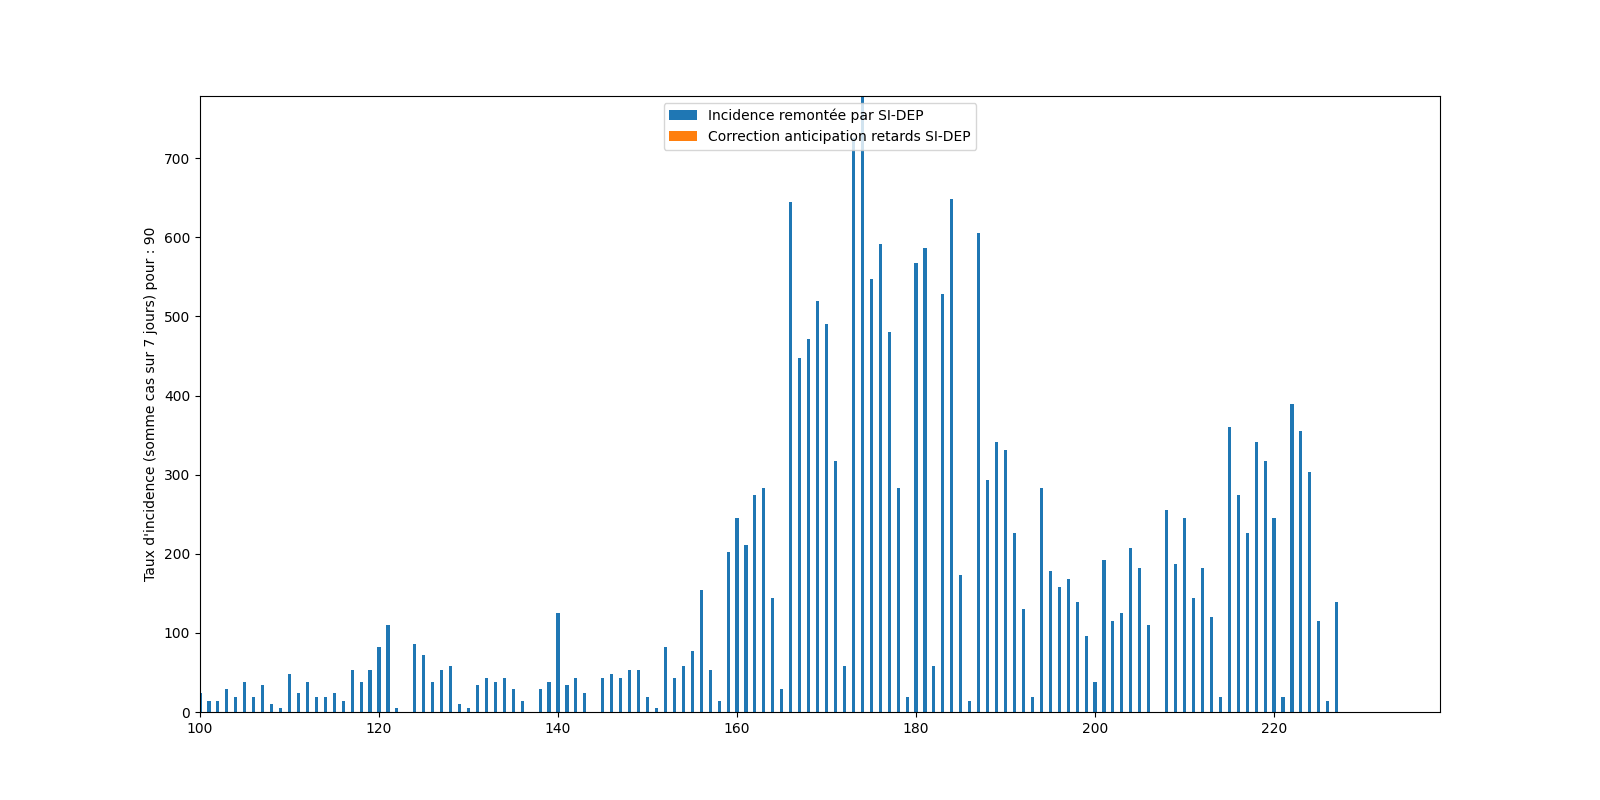 Incidence remontée par SI-DEP
Correction anticipation retards SI-DEP
Taux d'incidence (somme cas sur 7 jours) pour : 90
700
600
500
400
300
200
100
0
100 120 140 160 180 200 220